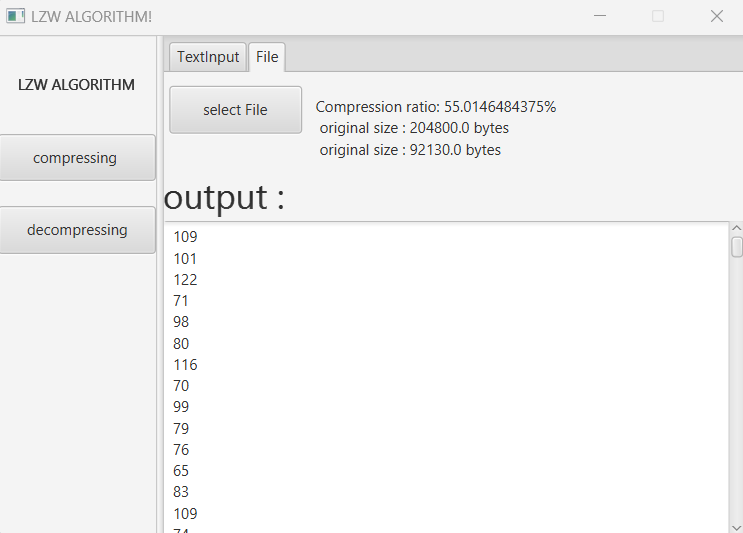 LZW ALGORITHM!
LZW ALGORITHM
compressing
decompressing
TextInput File
select File
Compression ratio: 55.0146484375%
original size : 204800.0 bytes
original size : 92130.0 bytes
output :
109
101
122
71
98
80
116
70
99
79
76
65
83
109
74